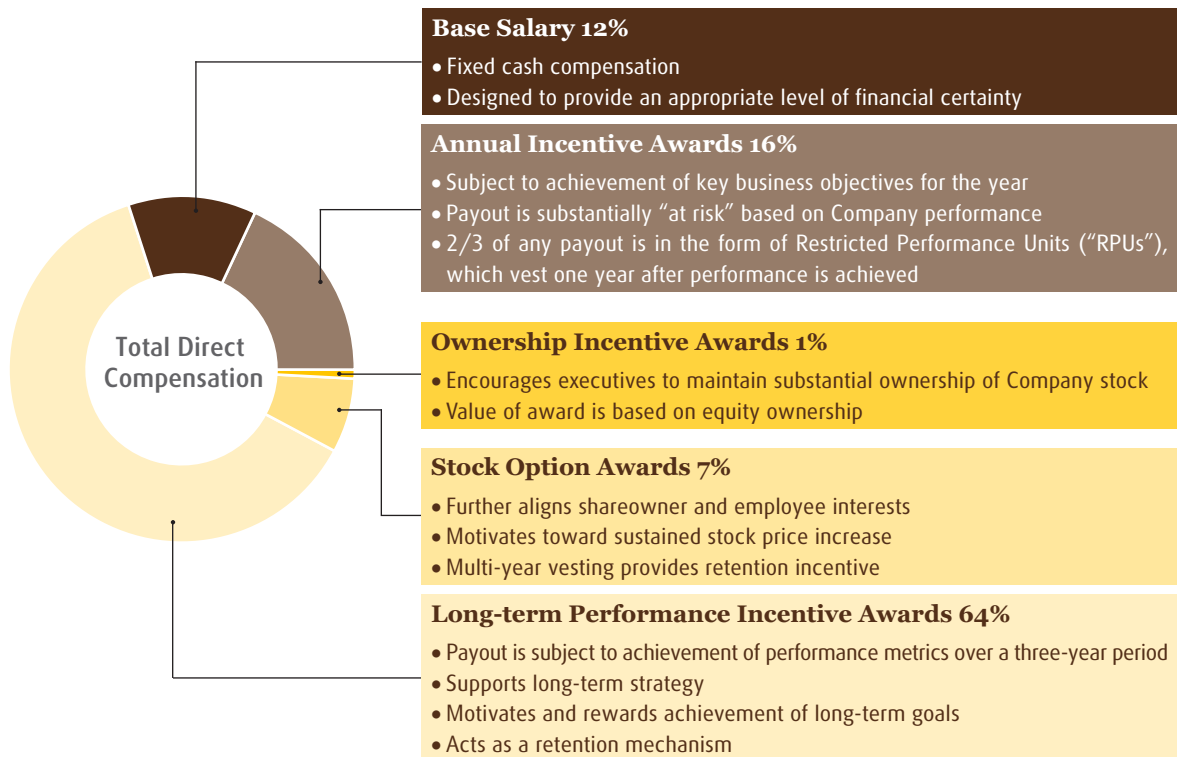 Base Salary 12%
• Fixed cash compensation
• Designed to provide an appropriate level of financial certainty
Annual Incentive Awards 16%
• Subject to achievement of key business objectives for the year
• Payout is substantially “at risk” based on Company performance
• 2/3 of any payout is in the form of Restricted Performance Units (“RPUs”),
which vest one year after performance is achieved
Total Direct
Compensation
Ownership Incentive Awards 1%
• Encourages executives to maintain substantial ownership of Company stock
• Value of award is based on equity ownership
Stock Option Awards 7%
• Further aligns shareowner and employee interests
• Motivates toward sustained stock price increase
• Multi-year vesting provides retention incentive
Long-term Performance Incentive Awards 64%
• Payout is subject to achievement of performance metrics over a three-year period
• Supports long-term strategy
• Motivates and rewards achievement of long-term goals
• Acts as a retention mechanism